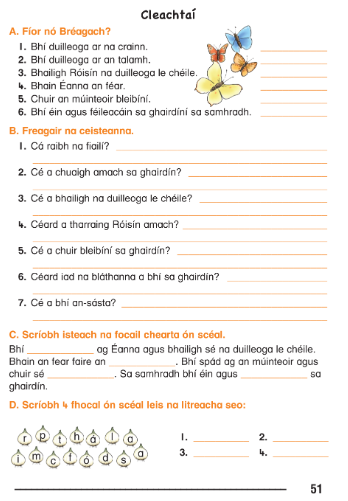 Cleachtaí
A. Fíor nó Bréagach?
1. Bhí duilleoga ar na crainn.
2. Bhí duilleoga ar an talamh.
3. Bhailigh Róisín na duilleoga le chéile.
4. Bhain Éanna an féar.
5. Chuir an múinteoir bleibíní.
6. Bhí éin agus féileacáin sa ghairdíní sa samhradh.
B. Freagair na ceisteanna.
1. Cá raibh na fiailí?
2. Cé a chuaigh amach sa ghairdín?
3. Cé a bhailigh na duilleoga le chéile?
4. Céard a tharraing Róisín amach?
5. Cé a chuir bleibíní sa ghairdín?
6. Céard iad na bláthanna a bhí sa ghairdín?
7. Cé a bhí an-sásta?
C. Scríobh isteach na focail chearta ón scéal.
Bhí ag Éanna agus bhailigh sé na duilleoga le chéile.
Bhain an fear faire an . Bhí spád ag an múinteoir agus
chuir sé . Sa samhradh bhí éin agus sa
ghairdín.
D. Scríobh 4 fhocal ón scéal leis na litreacha seo:
r p t h á l a
i m c f ó d s a
1. 2.
3. 4.
51